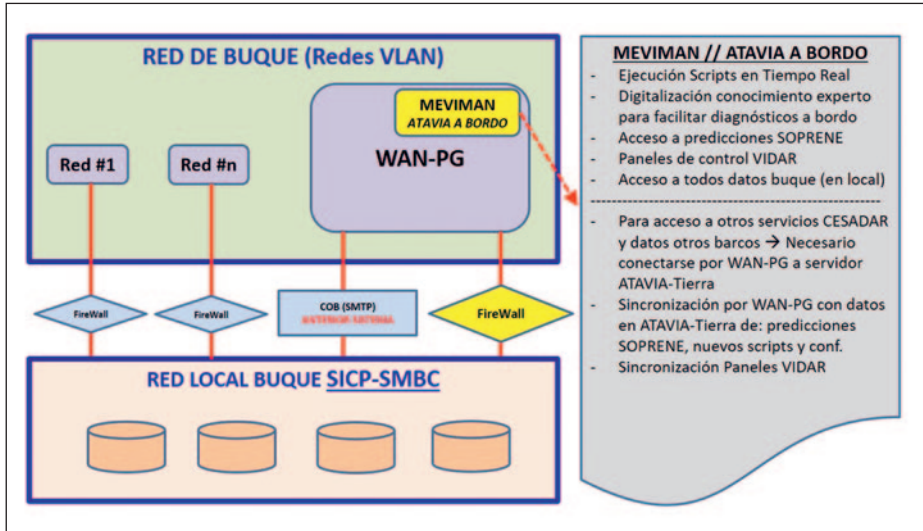 RED DE BUQUE (Redes VLAN)
MEVIMAN
ATAVIA A BORDO
WAN-PG
Red #1
Red #n
FireWall
FireWall
COB (SMTP)
FireWall
RED LOCAL BUQUE SICP-SMBC
MEVIMAN // ATAVIA A BORDO
- Ejecución Scripts en Tiempo Real
- Digitalización conocimiento experto
para facilitar diagnósticos a bordo
- Acceso a predicciones SOPRENE
- Paneles de control VIDAR
- Acceso a todos datos buque (en local)
- Para acceso a otros servicios CESADAR
y datos otros barcos → Necesario
conectarse por WAN-PG a servidor
ATAVIA-Tierra
- Sincronización por WAN-PG con datos
en ATAVIA-Tierra de: predicciones
SOPRENE, nuevos scripts y conf.
- Sincronización Paneles VIDAR